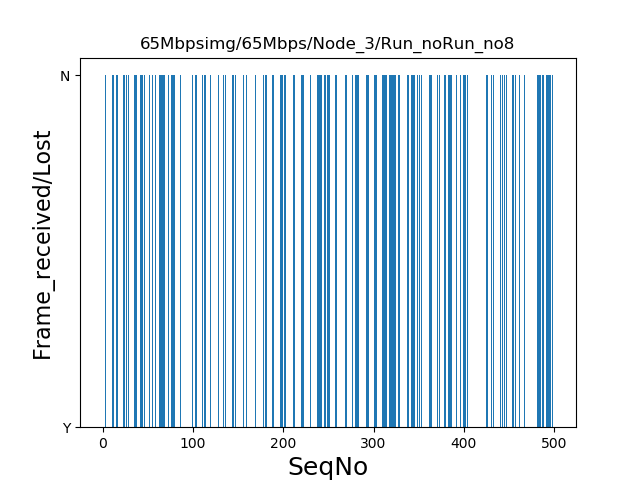 65Mbpsimg/65Mbps/Node_3/Run_noRun_no8
N
Frame_received/Lost
Y
0 100 200 300 400 500
SeqNo